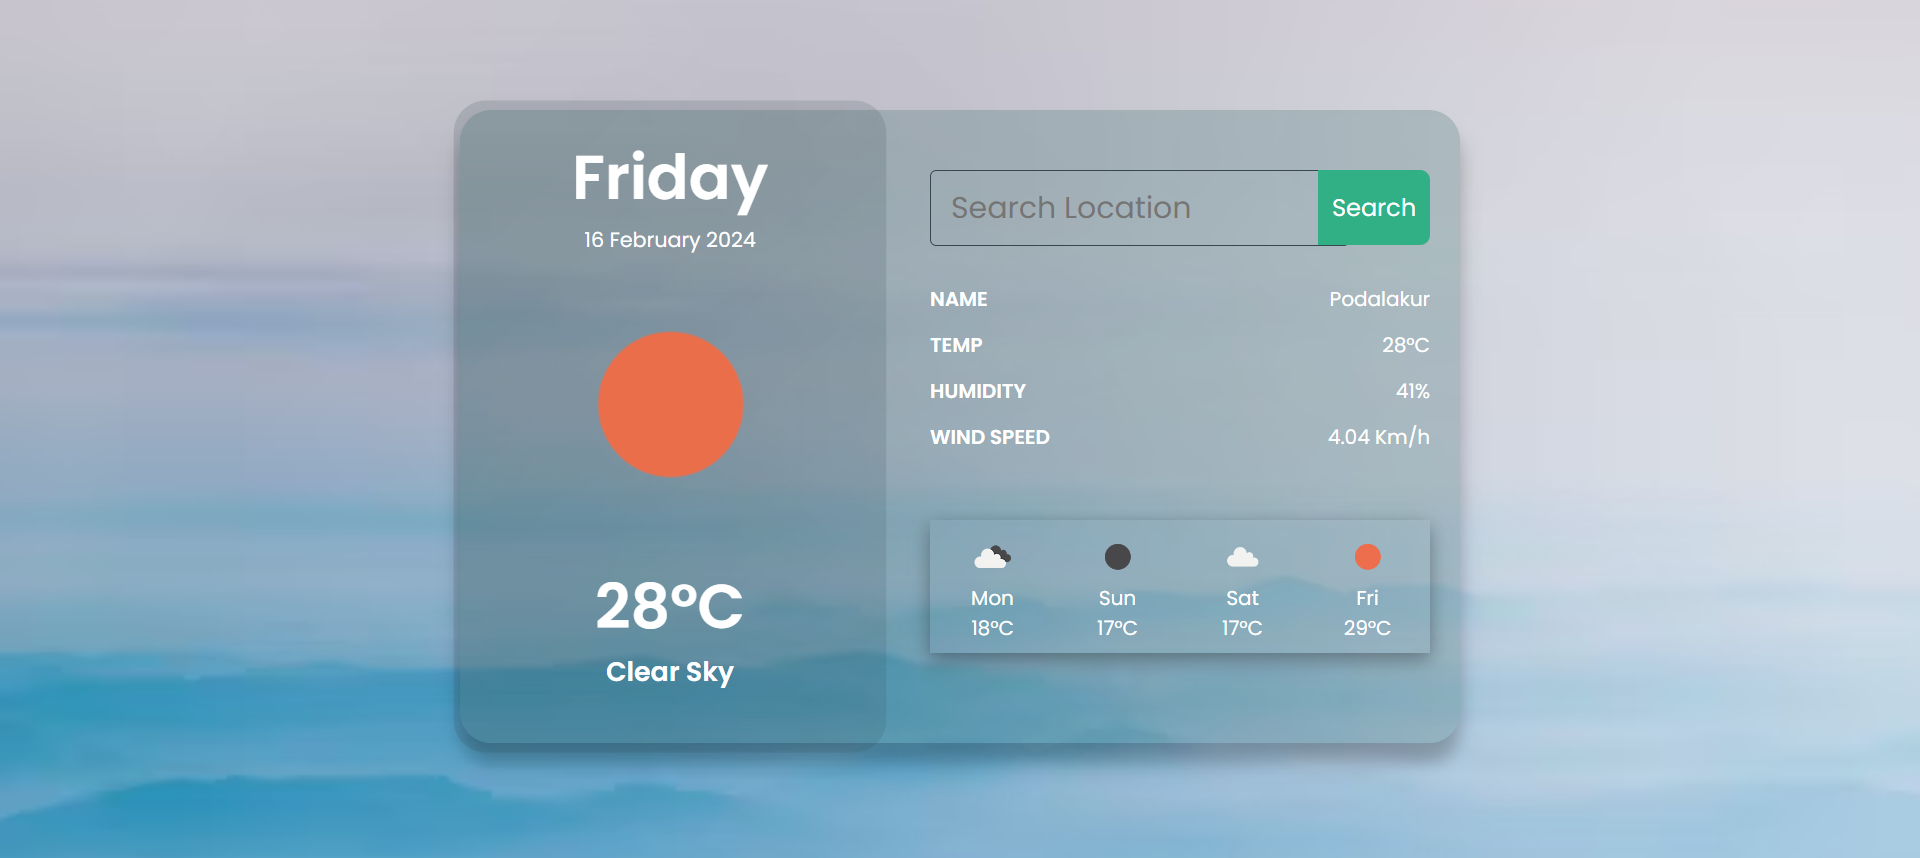 Friday
16 February 2024
28°C
Clear Sky
Search Location Search
NAME Podalakur
TEMP 28°C
HUMIDITY 41%
WIND SPEED 4.04 Km/h
Mon Sun Sat Fri
18°C 17°C 17°C 29°C